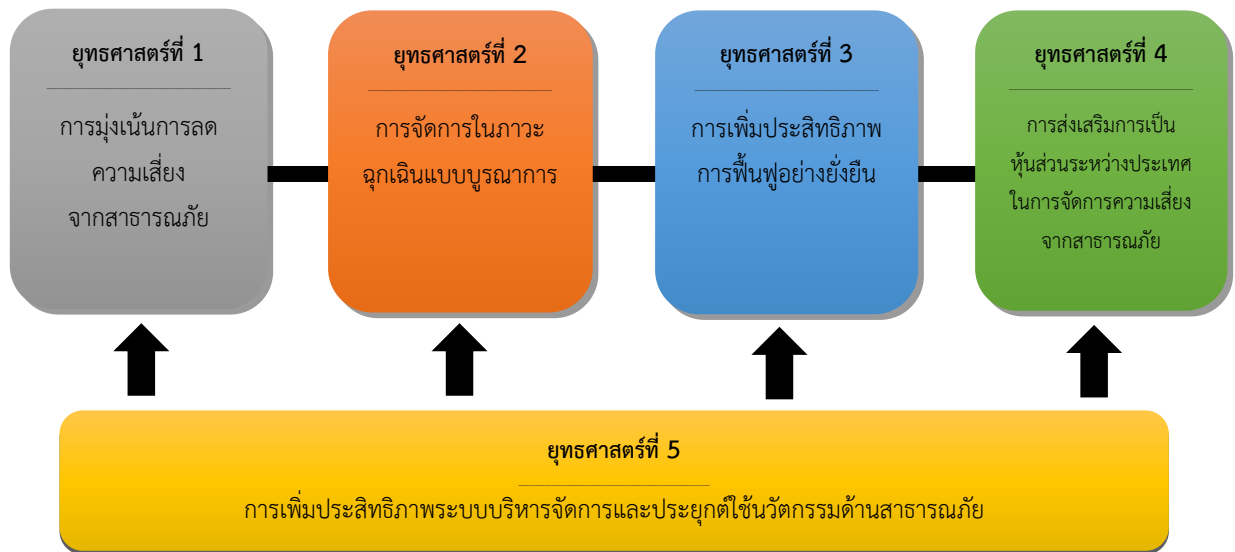 ยุทธศาสตร์ที่ 1
การมุ่งเน้นการลด
ความเสี่ยง
จากสาธารณภัย
ยุทธศาสตร์ที่ 2
การจัดการในภาวะ
ฉุกเฉินแบบบูรณาการ
ยุทธศาสตร์ที่ 3
การเพิ่มประสิทธิภาพ
การฟื้นฟูอย่างยั่งยืน
ยุทธศาสตร์ที่ 4
การส่งเสริมการเป็น
หุ้นส่วนระหว่างประเทศ
ในการจัดการความเสี่ยง
จากสาธารณภัย
ยุทธศาสตร์ที่ 5
การเพิ่มประสิทธิภาพระบบบริหารจัดการและประยุกต์ใช้นวัตกรรมด้านสาธารณภัย